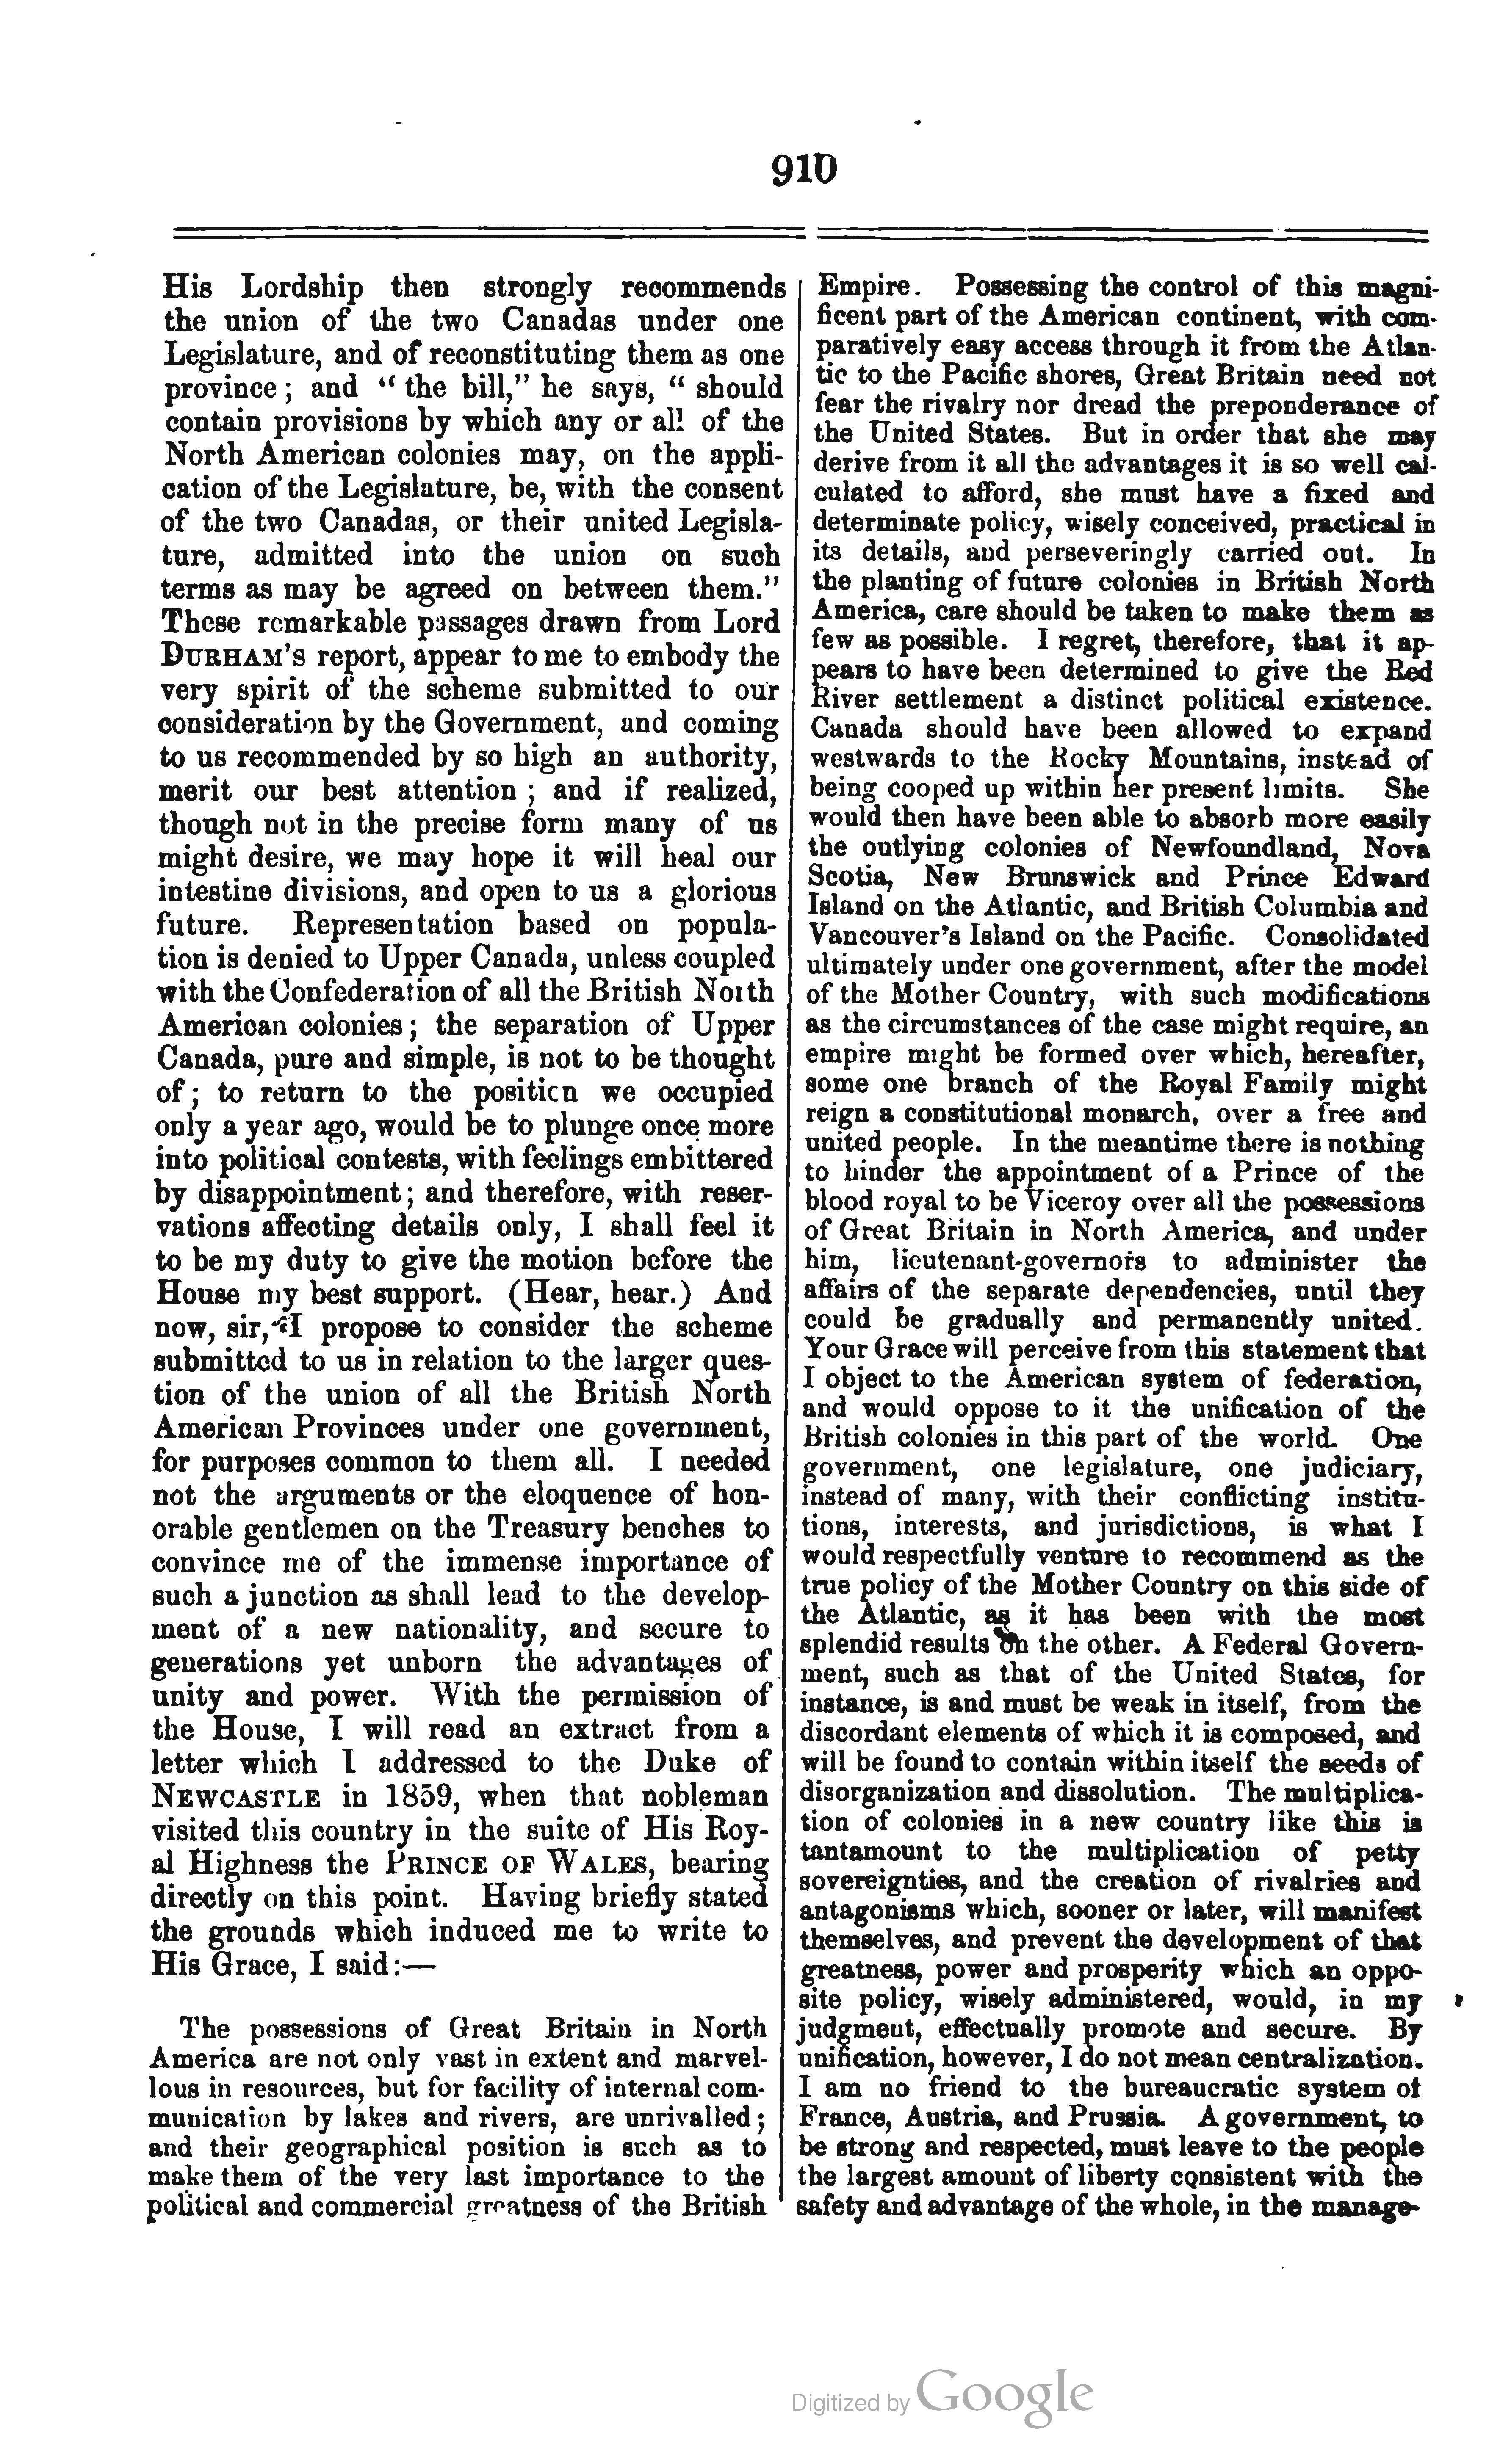 910
His Lordship then strongly recommends
the union of the two Canadas under one
Legislature, and of reconstituting them as one
province; and "the bill," he says, "should
contain provisions by which any or all of the
North American colonies may, on the appli-
cation of the Legislature, be, with the consent
of the two Canadas, or their united Legisla-
ture, admitted into the union on such
terms as may be agreed on between them."
These remarkable passages drawn from Lord
DURHAM'S report, appear to me to embody the
very spirit of the scheme submitted to our
consideration by the Government, and coming
to us recommended by so high an authority,
merit our best attention; and if realized,
though not in the precise form many of us
might desire, we may hope it will heal our
intestine divisions, and open to us a glorious
future. Representation based on popula-
tion is denied to Upper Canada, unless coupled
with the Confederation of all the British North
American colonies; the separation of Upper
Canada, pure and simple, is not to be thought
of; to return to the position we occupied
only a year ago, would be to plunge once more
into political contests, with feelings embittered
by disappointment; and therefore, with reser-
vations affecting details only, I shall feel it
to be my duty to give the motion before the
House my best support. (Hear, hear.) And
now, sir, I propose to consider the scheme
submitted to us in relation to the larger ques-
tion of the union of all the British North
American Provinces under one government,
for purposes common to them all. I needed
not the arguments or the eloquence of hon-
orable gentlemen on the Treasury benches to
convince me of the immense importance of
such a junction as shall lead to the develop-
ment of a new nationality, and secure to
generations yet unborn the advantages of
unity and power. With the permission of
the House, I will read an extract from a
letter which I addressed to the Duke of
NEWCASTLE in 1859, when that nobleman
visited this country in the suite of His Roy-
al Highness the PRINCE OF WALES, bearing
directly on this point. Having briefly stated
the grounds which induced me to write to
His Grace, I said:—
The possessions of Great Britain in North
America are not only vast in extent and marvel-
lous in resources, but for facility of internal com-
munication by lakes and rivers, are unrivalled;
and their geographical position is such as to
make them of the very last importance to the
political and commercial greatness of the British
Empire. Possessing the control of this magni-
ficent part of the American continent, with com-
paratively easy access through it from the Atlan-
tic to the Pacific shores, Great Britain need not
fear the rivalry nor dread the preponderance of
the United States. But in order that she may
derive from it all the advantages it is so well cal-
culated to afford, she must have a fixed and
determinate policy, wisely conceived, practical in
its details, and perseveringly carried out. In
the planting of future colonies in British North
America, care should be taken to make them as
few as possible. I regret, therefore, that it ap-
pears to have been determined to give the Red
River settlement a distinct political existence.
Canada should have been allowed to expand
westwards to the Rocky Mountains, instead of
being cooped up within her present limits. She
would then have been able to absorb more easily
the outlying colonies of Newfoundland, Nova
Scotia, New Brunswick and Prince Edward
Island on the Atlantic, and British Columbia and
Vancouver's Island on the Pacific. Consolidated
ultimately under one government, after the model
of the Mother Country, with such modifications
as the circumstances of the case might require, an
empire might be formed over which, hereafter,
some one branch of the Royal Family might
reign a constitutional monarch, over a free and
united people. In the meantime there is nothing
to hinder the appointment of a Prince of the
blood royal to be Viceroy over all the possessions
of Great Britain in North America, and under
him, lieutenant-governors to administer the
affairs of the separate dependencies, until they
could be gradually and permanently united.
Your Grace will perceive from this statement that
I object to the American system of federation,
and would oppose to it the unification of the
British colonies in this part of the world. One
government, one legislature, one judiciary,
instead of many, with their conflicting institu-
tions, interests, and jurisdictions, is what I
would respectfully venture to recommend as the
true policy of the Mother Country on this side of
the Atlantic, as it has been with the most
splendid results on the other. A Federal Govern-
ment, such as that of the United States, for
instance, is and must be weak in itself, from the
discordant elements of which it is composed, and
will be found to contain within itself the seeds of
disorganization and dissolution. The multiplica-
tion of colonies in a new country like this is
tantamount to the multiplication of petty
sovereignties, and the creation of rivalries and
antagonisms which, sooner or later, will manifest
themselves, and prevent the development of that
greatness, power and prosperity which an oppo-
site policy, wisely administered, would, in my
judgment, effectually promote and secure. By
unification, however, I do not mean centralization.
I am no friend to the bureaucratic system of
France, Austria, and Prussia. A government, to
be strong and respected, must leave to the people
the largest amount of liberty consistent with the
safety and advantage of the whole, in the manage-
Digitized by Google